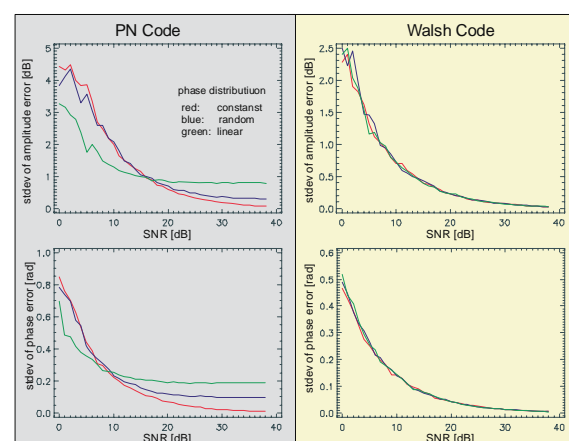 PN Code
Walsh Code
stdev of amplitude error [dB]
5
4
3
2
1
0
phase distributiuon
red: constanst
blue: random
green: linear
0 10 20 30 40
SNR [dB]
stdev of amplitude error [dB]
2.5
2.0
1.5
1.0
0.5
0.0
0 10 20 30 40
SNR [dB]
stdev of phase error [rad]
1.0
0.8
0.6
0.4
0.2
0.0
0 10 20 30 40
SNR [dB]
stdev of phase error [rad]
0.6
0.5
0.4
0.3
0.2
0.1
0.0
0 10 20 30 40
SNR [dB]